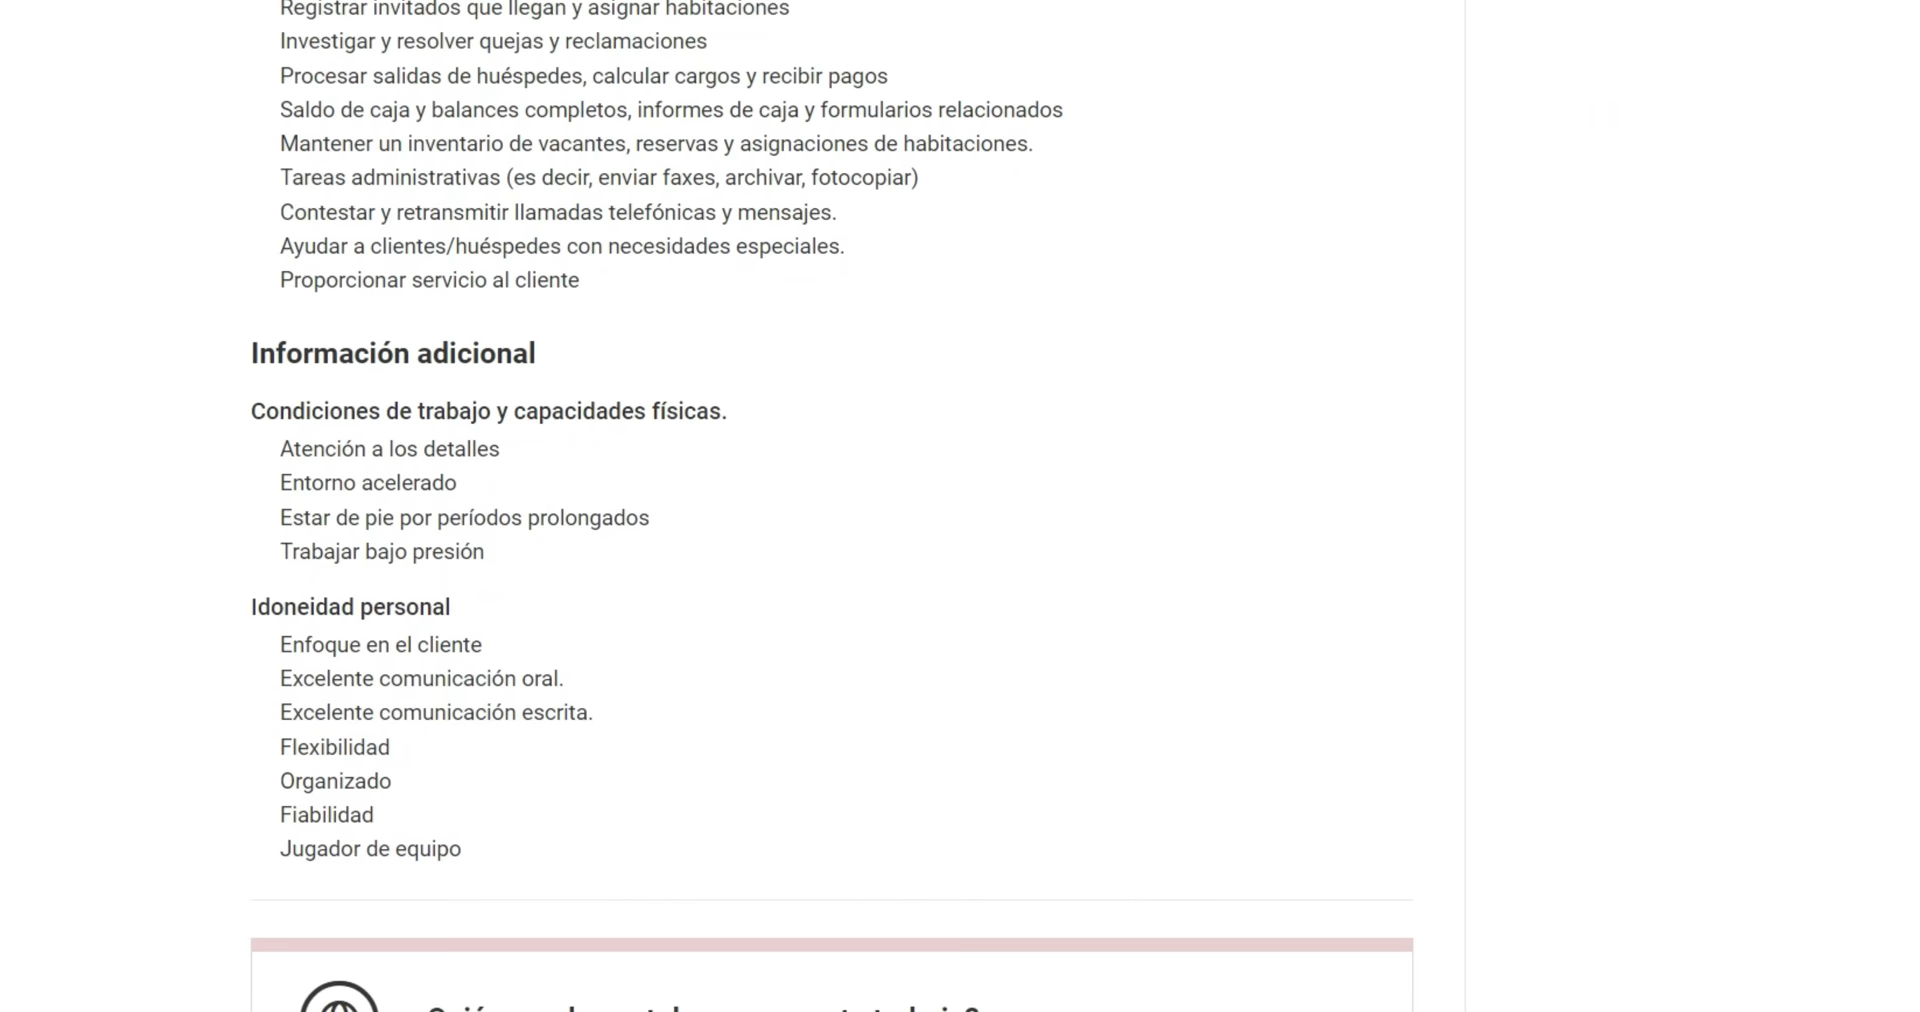 Registrar invitados que llegan y asignar habitaciones
Investigar y resolver quejas y reclamaciones
Procesar salidas de huéspedes, calcular cargos y recibir pagos
Saldo de caja y balances completos, informes de caja y formularios relacionados
Mantener un inventario de vacantes, reservas y asignaciones de habitaciones.
Tareas administrativas (es decir, enviar faxes, archivar, fotocopiar)
Contestar y retransmitir llamadas telefónicas y mensajes.
Ayudar a clientes/huéspedes con necesidades especiales.
Proporcionar servicio al cliente
Información adicional
Condiciones de trabajo y capacidades físicas.
Atención a los detalles
Entorno acelerado
Estar de pie por períodos prolongados
Trabajar bajo presión
Idoneidad personal
Enfoque en el cliente
Excelente comunicación oral.
Excelente comunicación escrita.
Flexibilidad
Organizado
Fiabilidad
Jugador de equipo